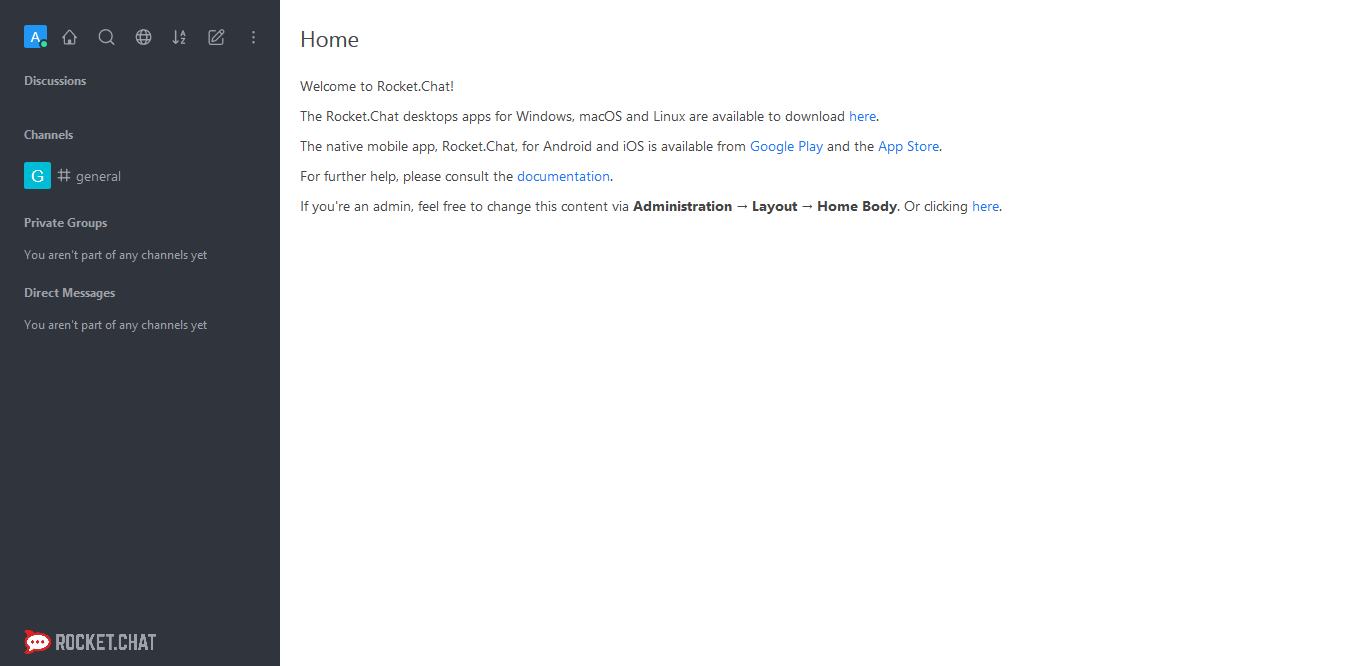 A
Discussions
Channels
G general
Private Groups
You aren't part of any channels yet
Direct Messages
You aren't part of any channels yet
ROCKET.CHAT
Home
Welcome to Rocket.Chat!
The Rocket.Chat desktops apps for Windows, macOS and Linux are available to download here.
The native mobile app, Rocket.Chat, for Android and iOS is available from Google Play and the App Store.
For further help, please consult the documentation.
If you're an admin, feel free to change this content via Administration → Layout → Home Body. Or clicking here.